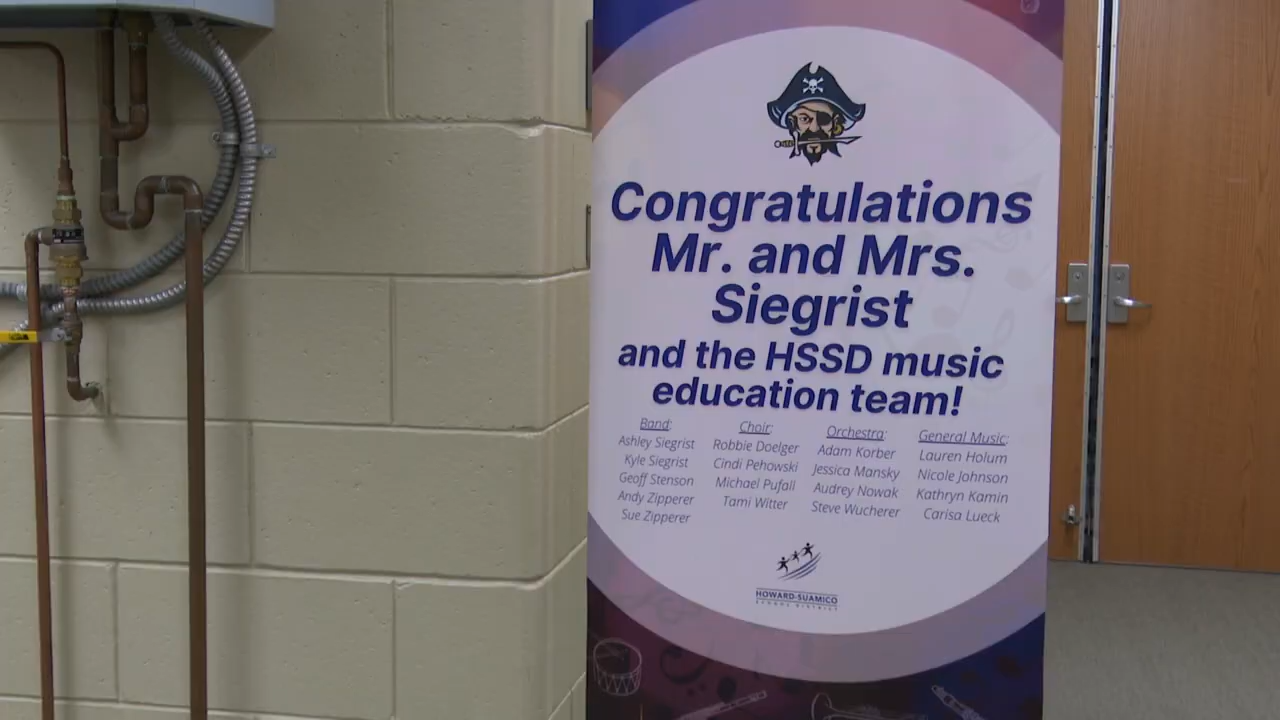 Congratulations
Mr. and Mrs.
Siegrist
and the HSSD music
education team!
Band:
Ashley Siegrist
Kyle Siegrist
Geoff Stenson
Andy Zipperer
Sue Zipperer
Choir:
Robbie Doelger
Cindi Pehowski
Michael Pufall
Tami Witter
Orchestra:
Adam Korber
Jessica Mansky
Audrey Nowak
Steve Wucherer
General Music:
Lauren Holum
Nicole Johnson
Kathryn Kamin
Carisa Lueck
HOWARD-SUAMICO
SCHOOL DISTRICT